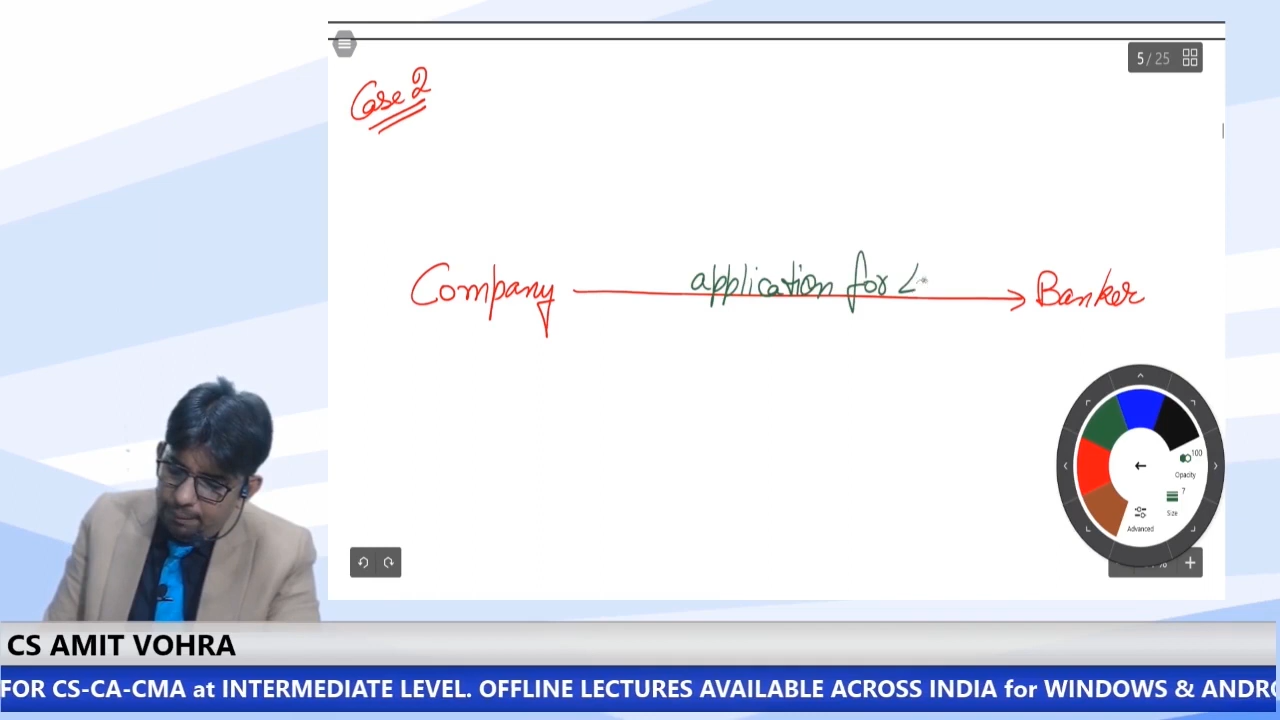 5 / 25
Case 2
Company
application for
Banker
100
Opacity
7
Size
Advanced
CS AMIT VOHRA
FOR CS-CA-CMA at INTERMEDIATE LEVEL. OFFLINE LECTURES AVAILABLE ACROSS INDIA for WINDOWS & ANDR